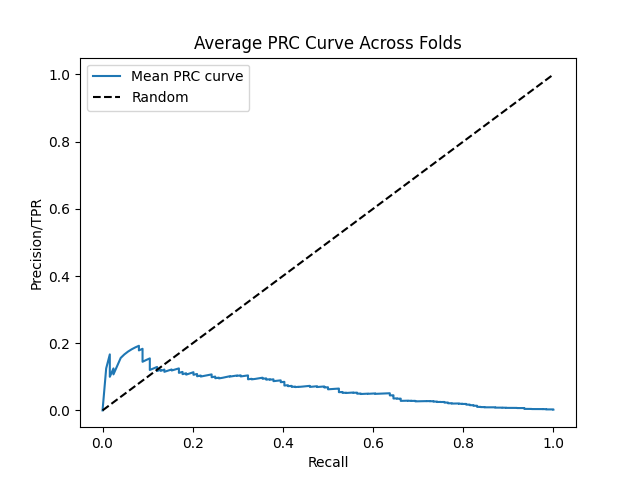 Average PRC Curve Across Folds
Mean PRC curve
Random
Precision/TPR
1.0
0.8
0.6
0.4
0.2
0.0
0.0 0.2 0.4 0.6 0.8 1.0
Recall